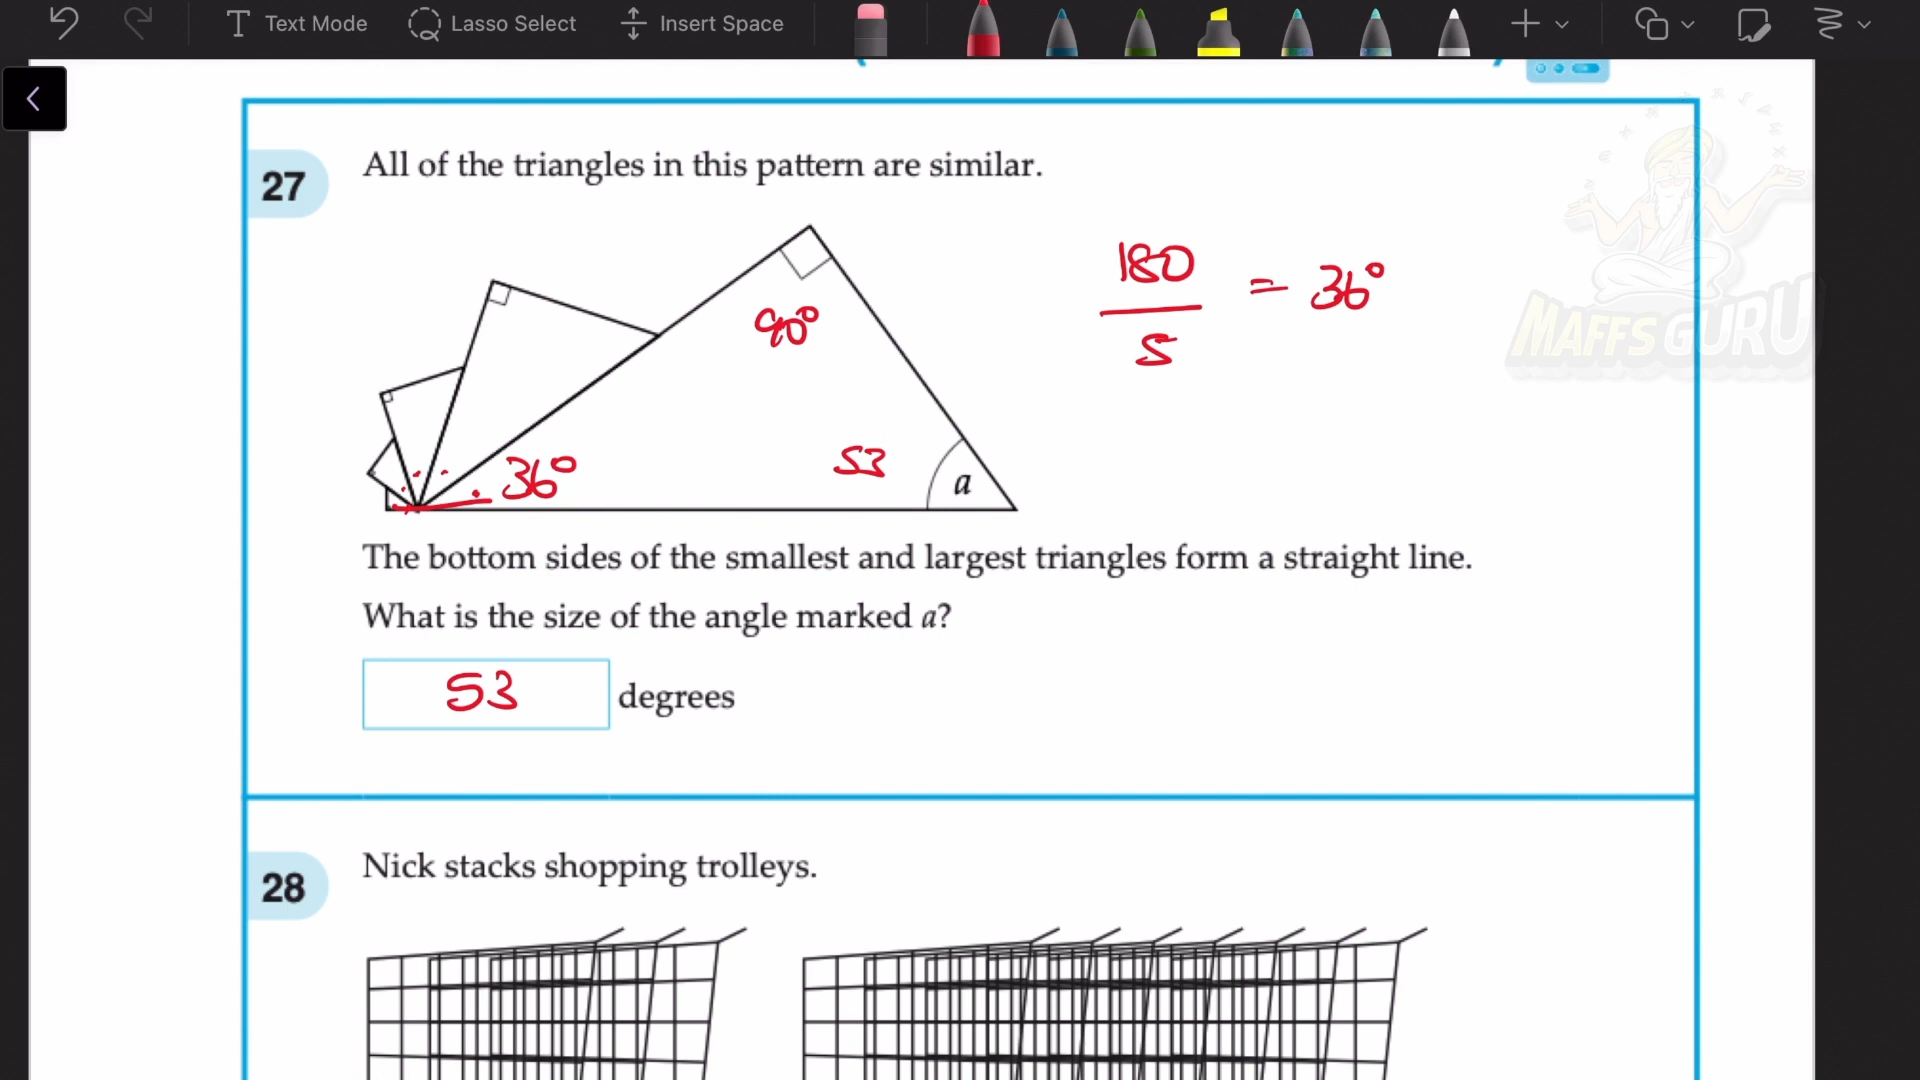 Text Mode Lasso Select Insert Space
27 All of the triangles in this pattern are similar.
180
5
= 36°
90°
53
36°
a
The bottom sides of the smallest and largest triangles form a straight line.
What is the size of the angle marked a?
53 degrees
28 Nick stacks shopping trolleys.
MAFFSGURU